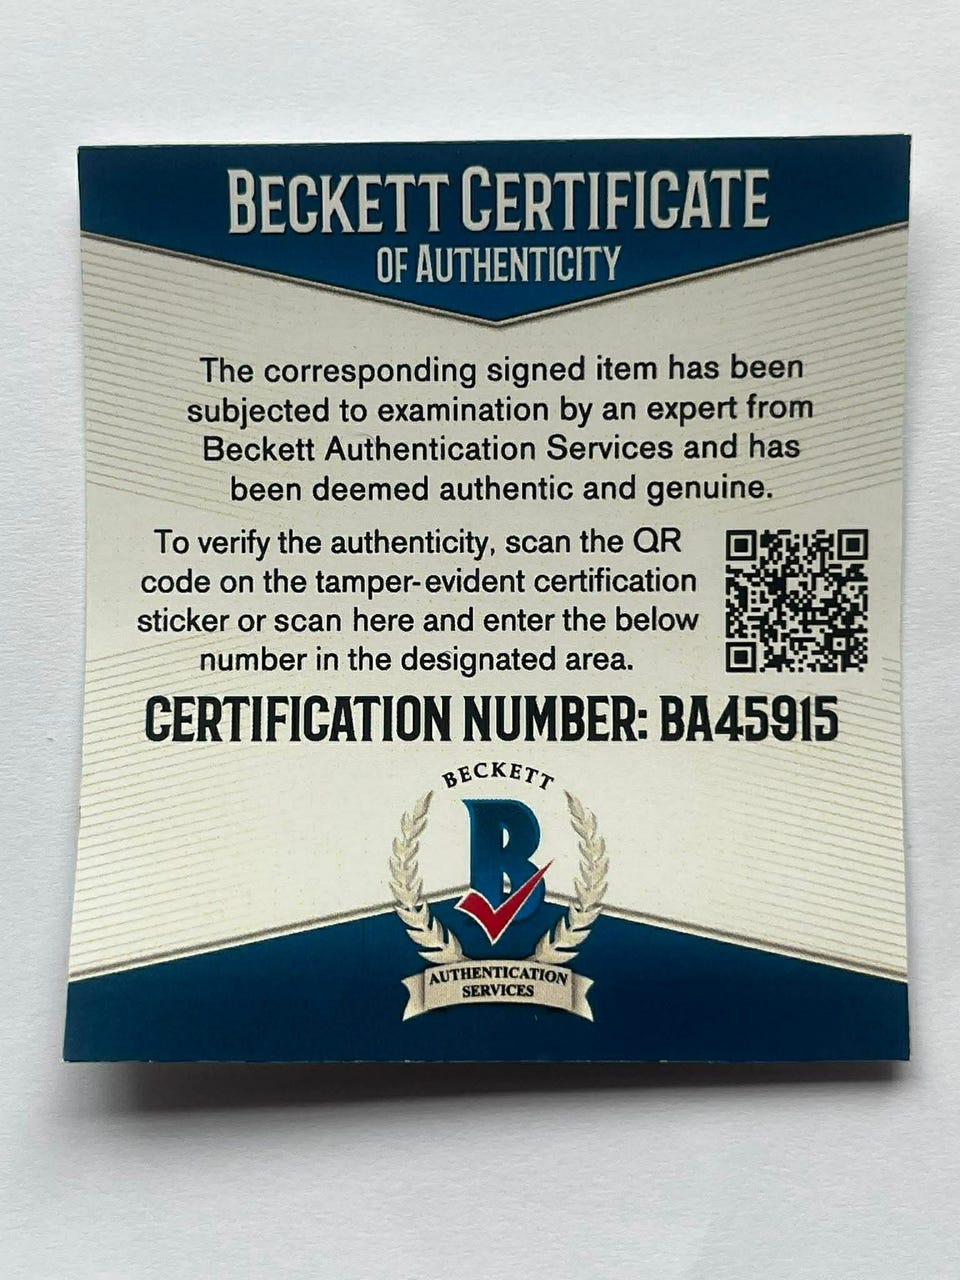 BECKETT CERTIFICATE
OF AUTHENTICITY
The corresponding signed item has been
subjected to examination by an expert from
Beckett Authentication Services and has
been deemed authentic and genuine.
To verify the authenticity, scan the QR
code on the tamper-evident certification
sticker or scan here and enter the below
number in the designated area.
CERTIFICATION NUMBER: BA45915
BECKETT
B
AUTHENTICATION
SERVICES